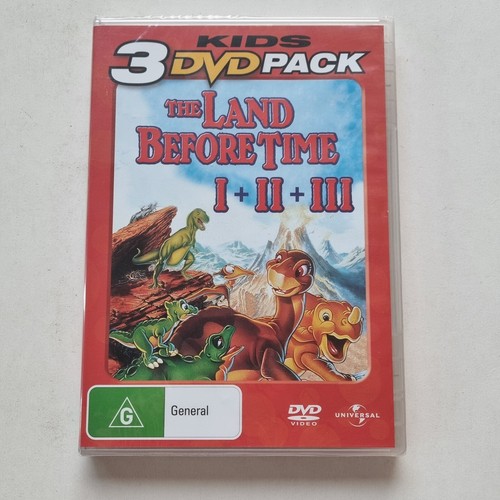 KIDS
3 DVD PACK
THE LAND
BEFORE TIME
I + II + III
G
General
DVD
VIDEO
UNIVERSAL